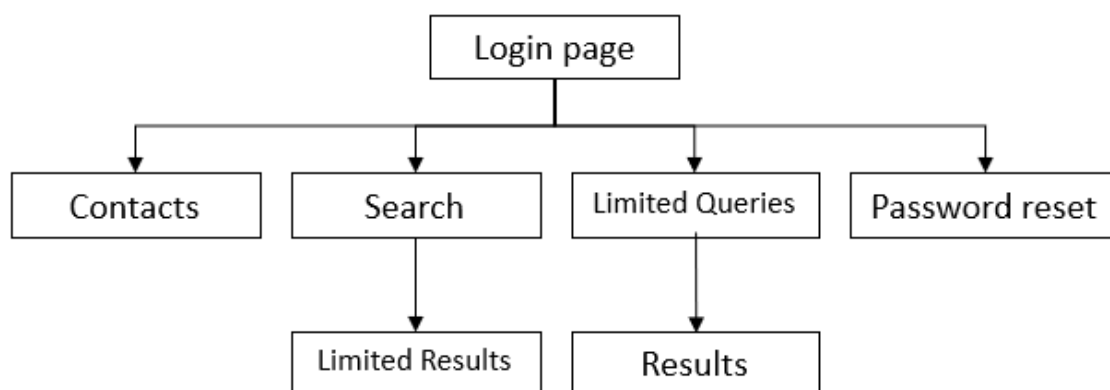 Login page
Contacts
Search
Limited Queries
Password reset
Limited Results
Results